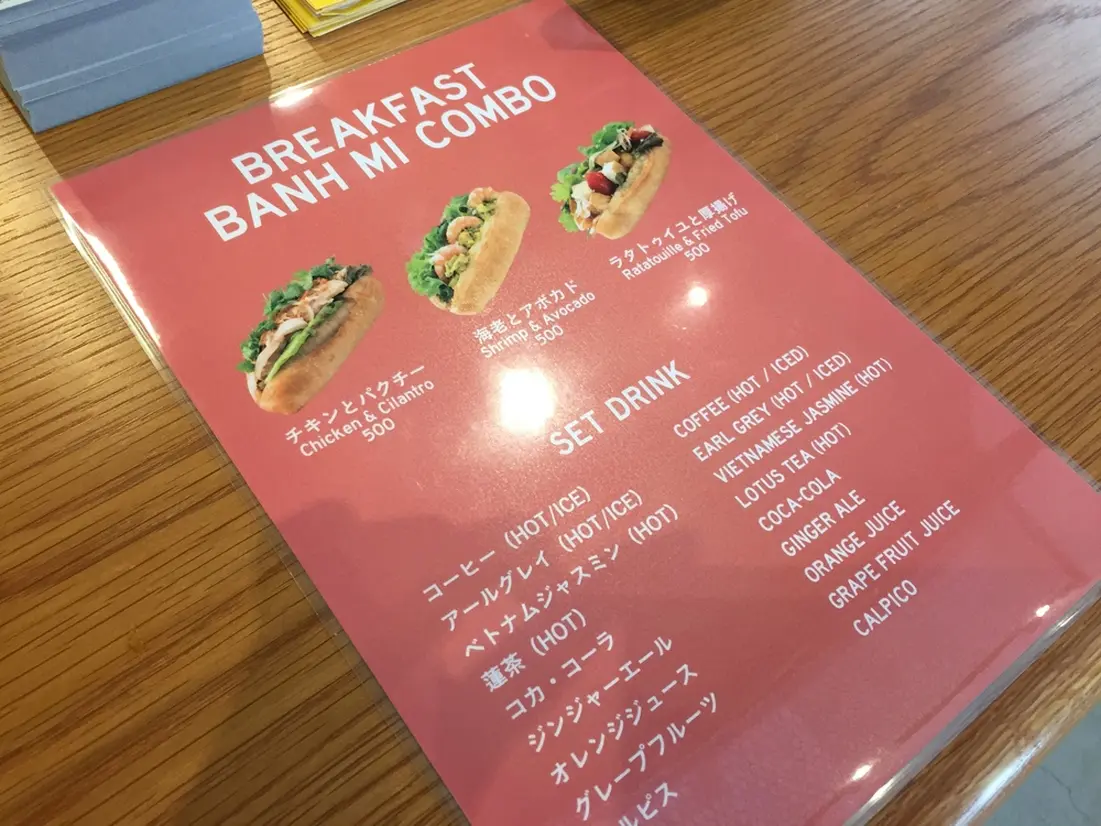 BREAKFAST
BANH MI COMBO
チキンとパクチー
Chicken & Cilantro
500
海老とアボカド
Shrimp & Avocado
500
ラタトゥイユと厚揚げ
Ratatouille & Fried Tofu
500
SET DRINK
コーヒー (HOT/ICE)
アールグレイ (HOT/ICE)
ベトナムジャスミン (HOT)
蓮茶 (HOT)
コカ・コーラ
ジンジャーエール
オレンジジュース
グレープフルーツ
ルピス
COFFEE (HOT / ICED)
EARL GREY (HOT / ICED)
VIETNAMESE JASMINE (HOT)
LOTUS TEA (HOT)
COCA-COLA
GINGER ALE
ORANGE JUICE
GRAPE FRUIT JUICE
CALPICO